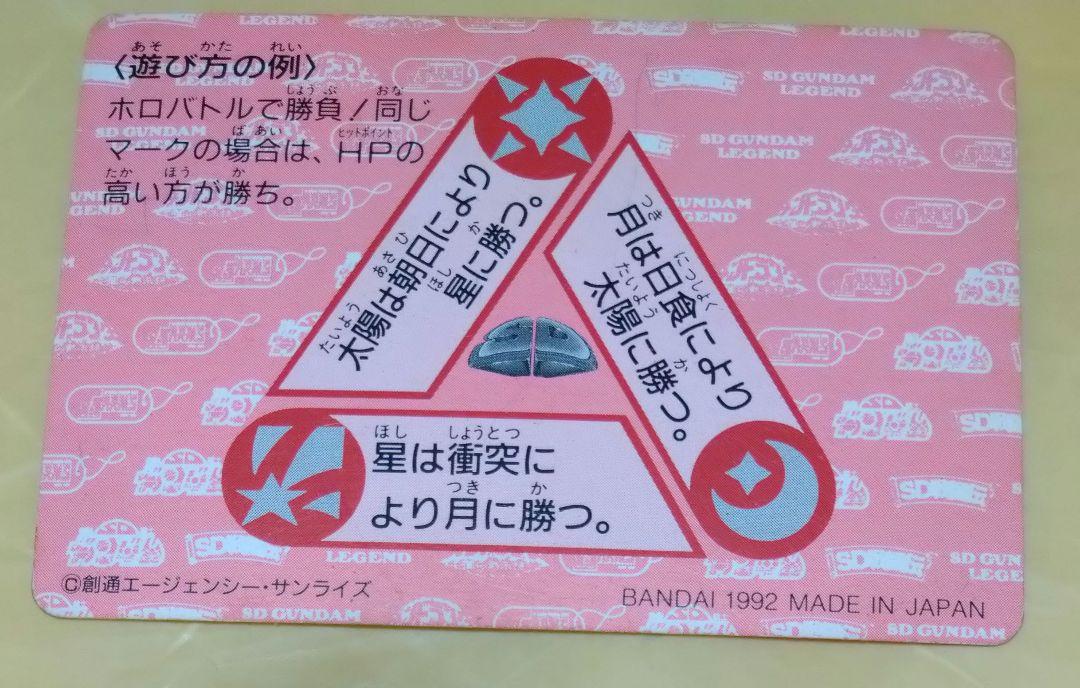 〈遊び方の例〉
ホロバトルで勝負!同じ
マークの場合は、HPの
高い方が勝ち。
太陽は朝日により
星に勝つ。
月は日食により
太陽に勝つ。
星は衝突に
より月に勝つ。
©創通エージェンシー・サンライズ
BANDAI 1992 MADE IN JAPAN
SD GUNDAM
LEGEND